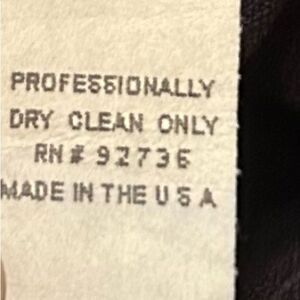 PROFESSIONALLY
DRY CLEAN ONLY
RN # 92736
MADE IN THE U S A